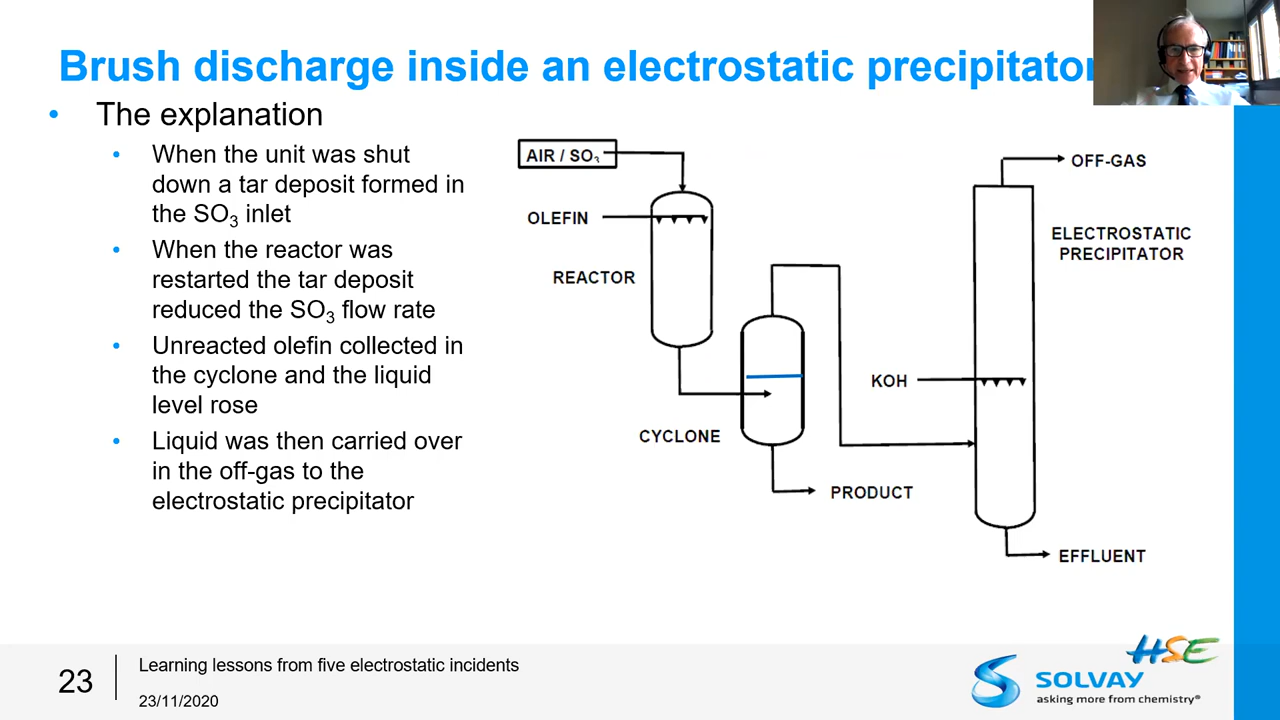 Brush discharge inside an electrostatic precipitator
• The explanation
• When the unit was shut
down a tar deposit formed in
the SO₃ inlet
• When the reactor was
restarted the tar deposit
reduced the SO₃ flow rate
• Unreacted olefin collected in
the cyclone and the liquid
level rose
• Liquid was then carried over
in the off-gas to the
electrostatic precipitator
AIR / SO₃
OLEFIN
REACTOR
CYCLONE
PRODUCT
KOH
OFF-GAS
ELECTROSTATIC
PRECIPITATOR
EFFLUENT
23
Learning lessons from five electrostatic incidents
23/11/2020
HSE
SOLVAY
asking more from chemistry®